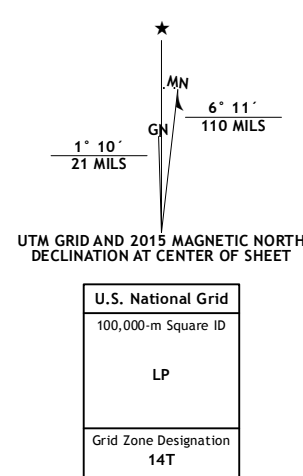 ★
MN
GN
6° 11´
110 MILS
1° 10´
21 MILS
UTM GRID AND 2015 MAGNETIC NORTH
DECLINATION AT CENTER OF SHEET
U.S. National Grid
100,000-m Square ID
LP
Grid Zone Designation
14T